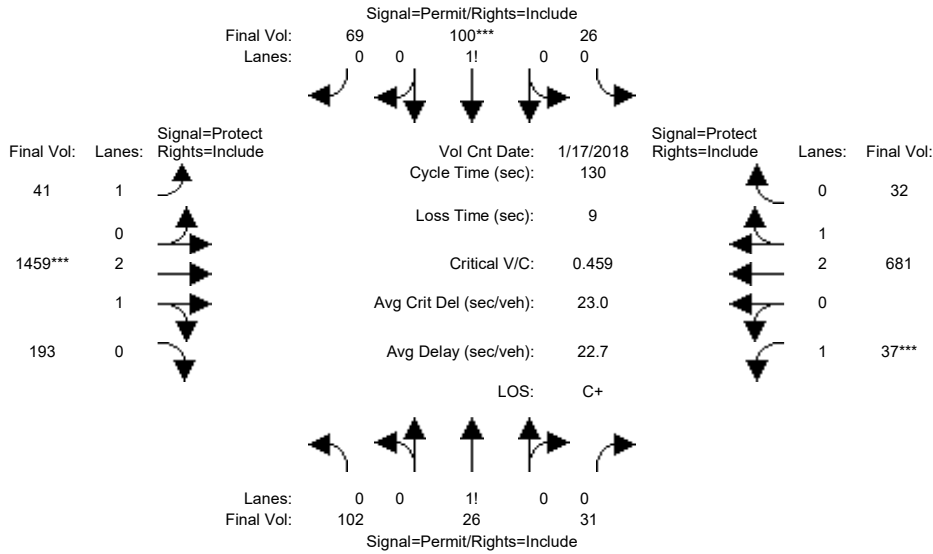 Signal=Permit/Rights=Include
Final Vol: 69 100*** 26
Lanes: 0 0 1! 0 0
Signal=Protect Signal=Protect
Final Vol: Lanes: Rights=Include Vol Cnt Date: 1/17/2018 Rights=Include Lanes: Final Vol:
Cycle Time (sec): 130
41 1 0 32
Loss Time (sec): 9
0 1
1459*** 2 Critical V/C: 0.459 2 681
1 Avg Crit Del (sec/veh): 23.0 0
193 0 Avg Delay (sec/veh): 22.7 1 37***
LOS: C+
Lanes: 0 0 1! 0 0
Final Vol: 102 26 31
Signal=Permit/Rights=Include